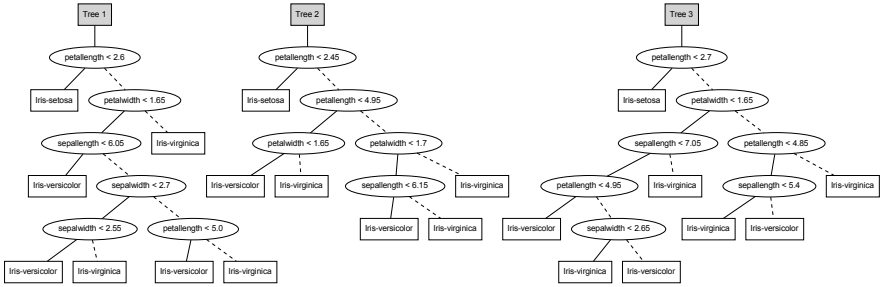 Tree 1
petallength < 2.6
Iris-setosa
petalwidth < 1.65
sepallength < 6.05
Iris-virginica
Iris-versicolor
sepalwidth < 2.7
sepalwidth < 2.55
petallength < 5.0
Iris-versicolor
Iris-virginica
Iris-versicolor
Iris-virginica
Tree 2
petallength < 2.45
Iris-setosa
petallength < 4.95
petalwidth < 1.65
petalwidth < 1.7
Iris-versicolor
Iris-virginica
sepallength < 6.15
Iris-virginica
Iris-versicolor
Iris-virginica
Tree 3
petallength < 2.7
Iris-setosa
petalwidth < 1.65
sepallength < 7.05
petallength < 4.85
petallength < 4.95
Iris-virginica
sepallength < 5.4
Iris-virginica
Iris-versicolor
sepalwidth < 2.65
Iris-virginica
Iris-versicolor
Iris-virginica
Iris-versicolor